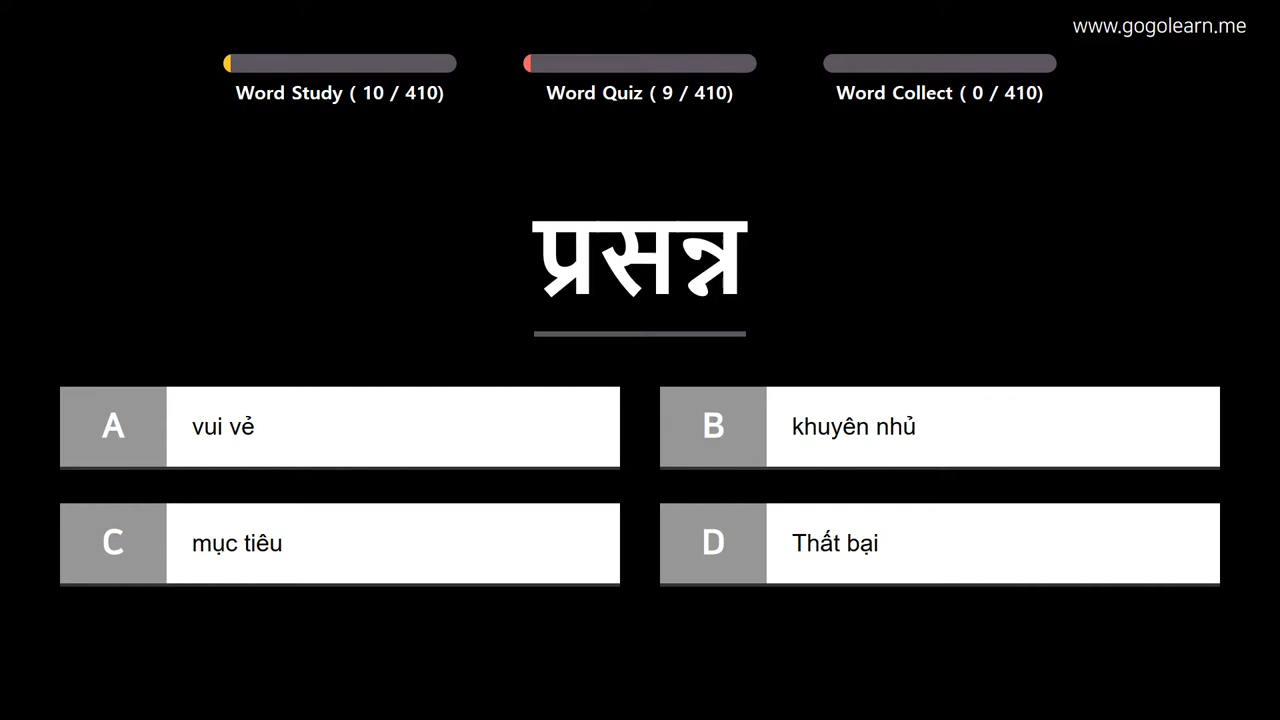 www.gogolearn.me
Word Study ( 10 / 410)
Word Quiz ( 9 / 410)
Word Collect ( 0 / 410)
प्रसन्न
A vui vẻ
B khuyên nhủ
C mục tiêu
D Thất bại